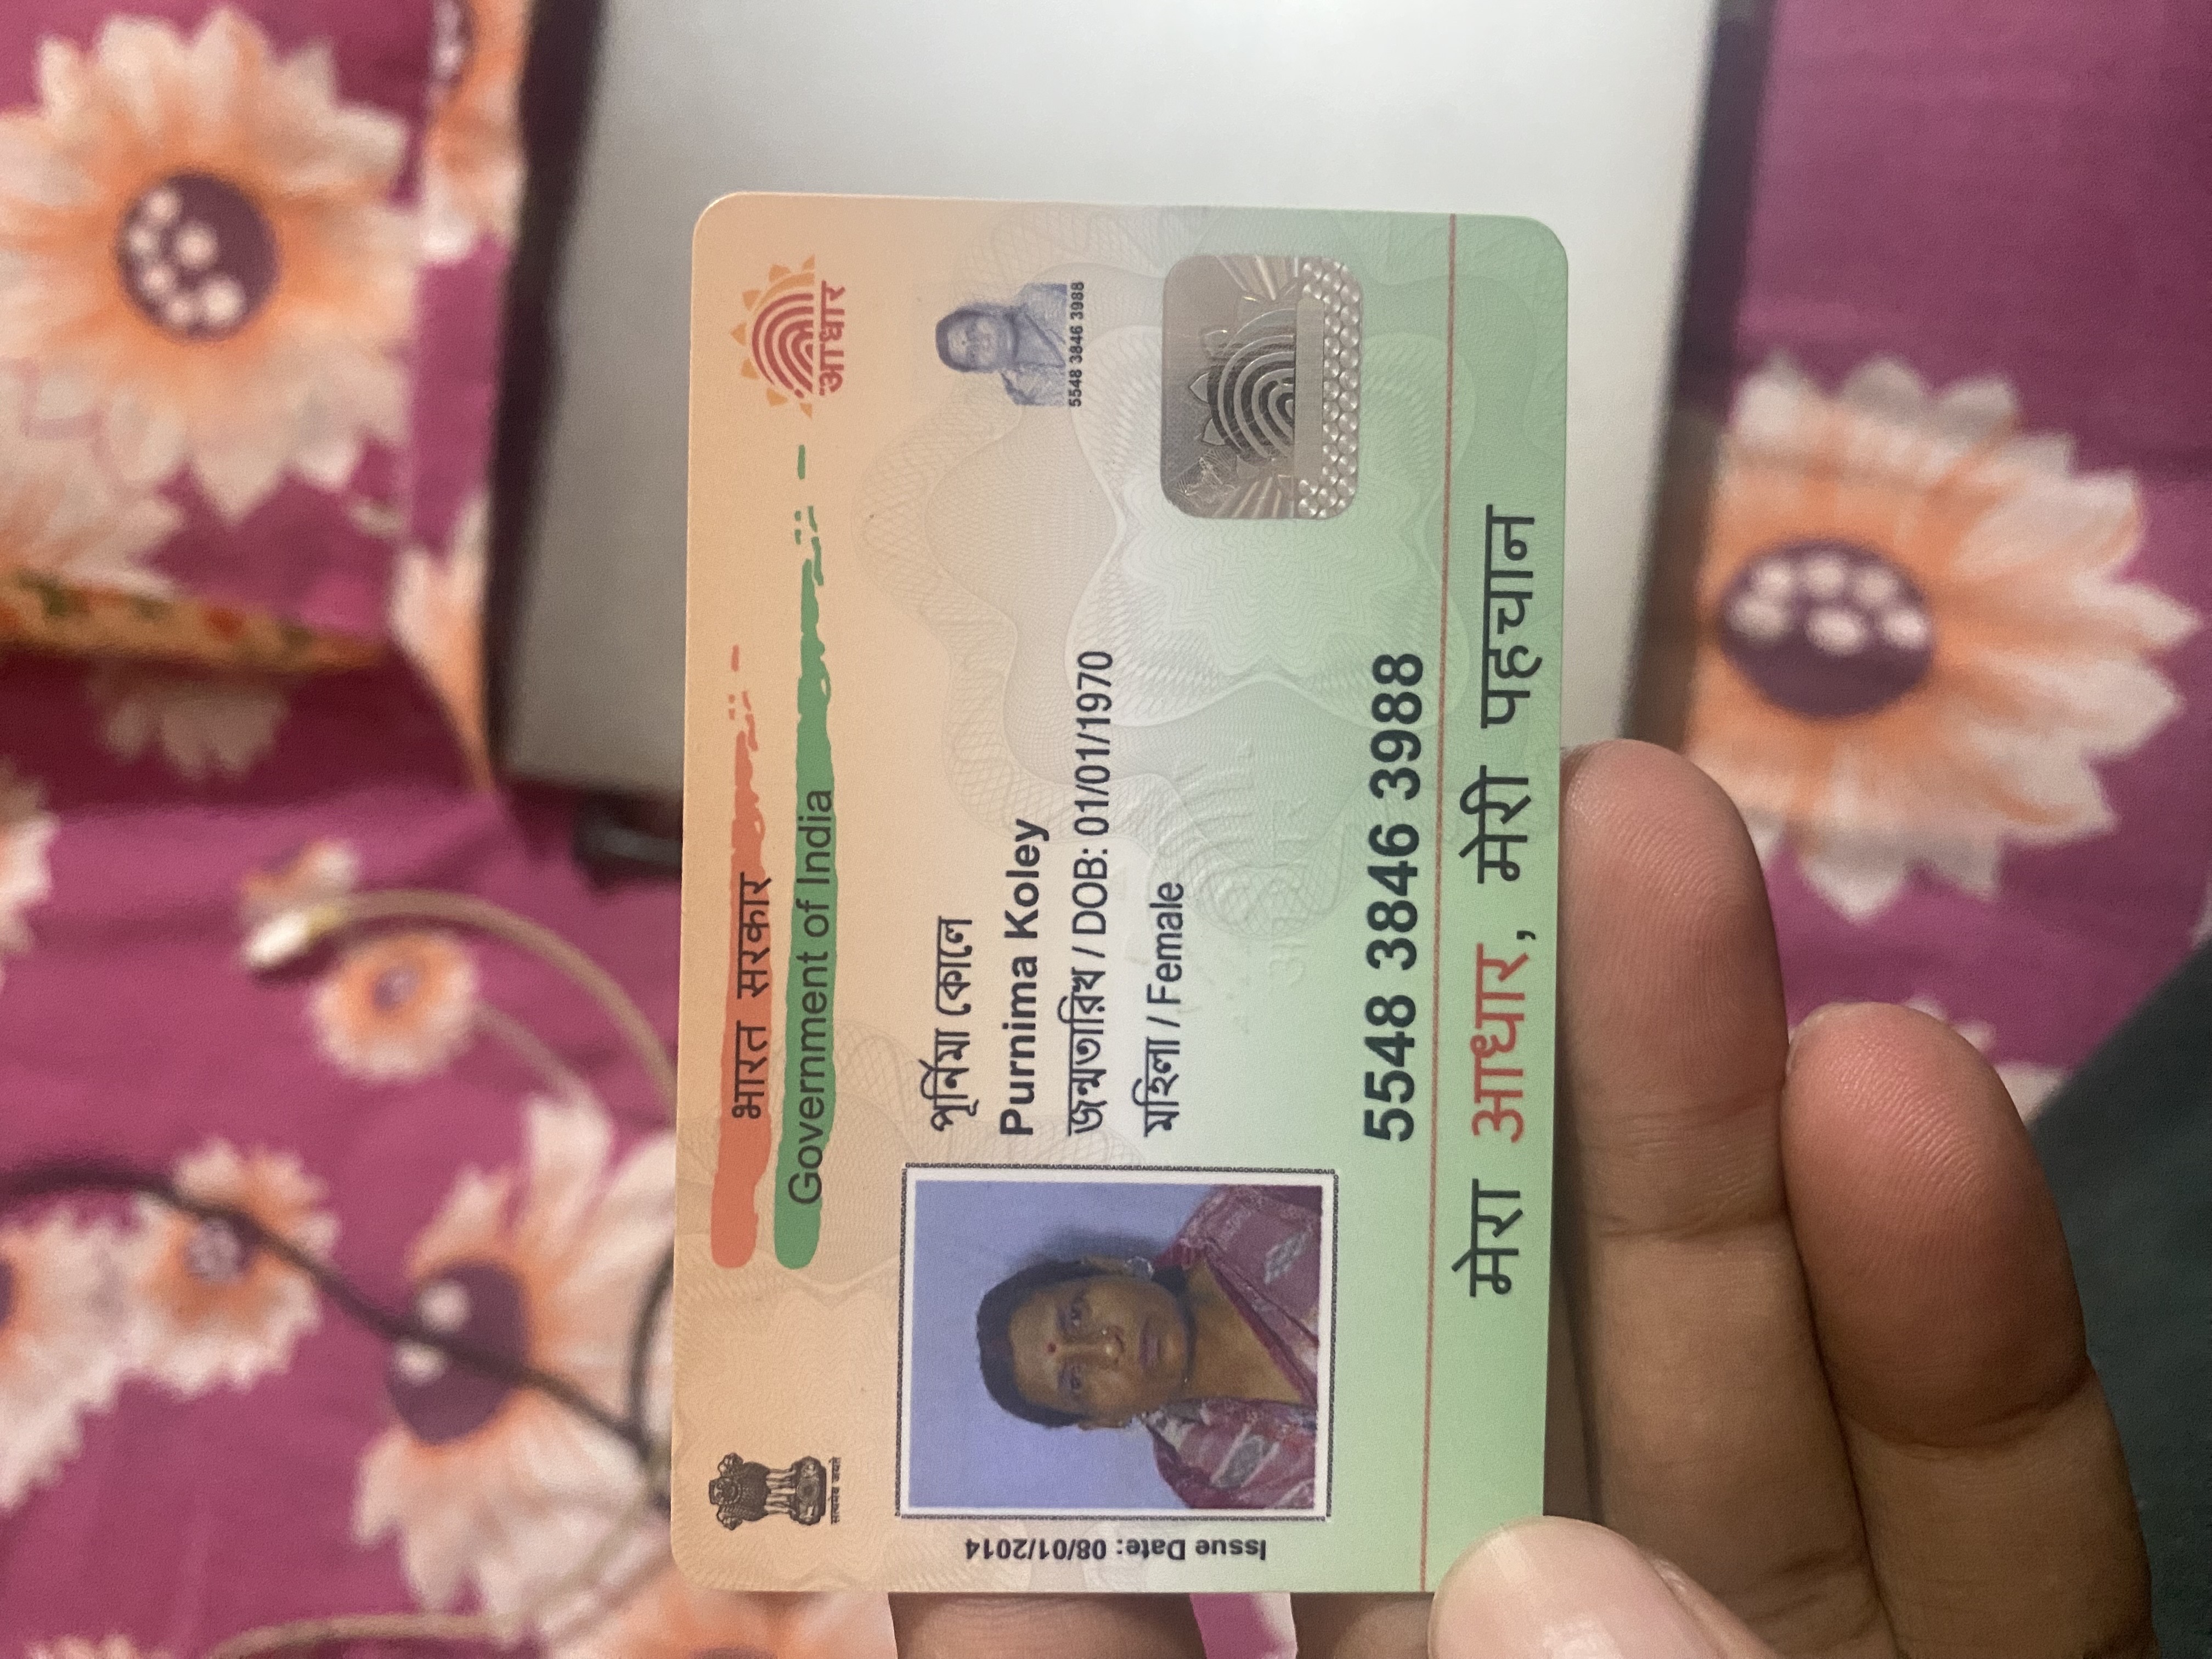 भारत सरकार
Government of India
सत्यमेव जयते
आधार
Issue Date: 08/01/2014
পূর্নিমা কোলে
Purnima Koley
জন্মতারিখ / DOB: 01/01/1970
মহিলা / Female
5548 3846 3988
आधार
5548 3846 3988
मेरा आधार, मेरी पहचान